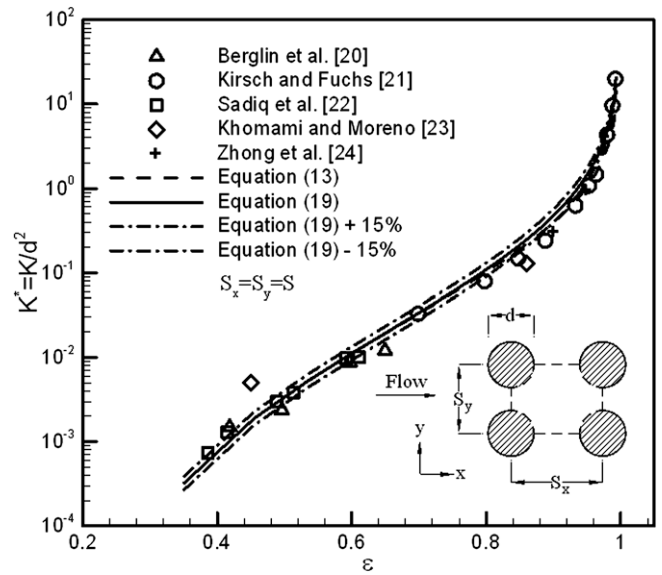 10²
10¹
10⁰
10⁻¹
10⁻²
10⁻³
10⁻⁴
K*=K/d²
Berglin et al. [20]
Kirsch and Fuchs [21]
Sadiq et al. [22]
Khomami and Moreno [23]
Zhong et al. [24]
Equation (13)
Equation (19)
Equation (19) + 15%
Equation (19) - 15%
Sx=Sy=S
d
Flow
Sy
y
x
Sx
0.2 0.4 0.6 0.8 1
ε